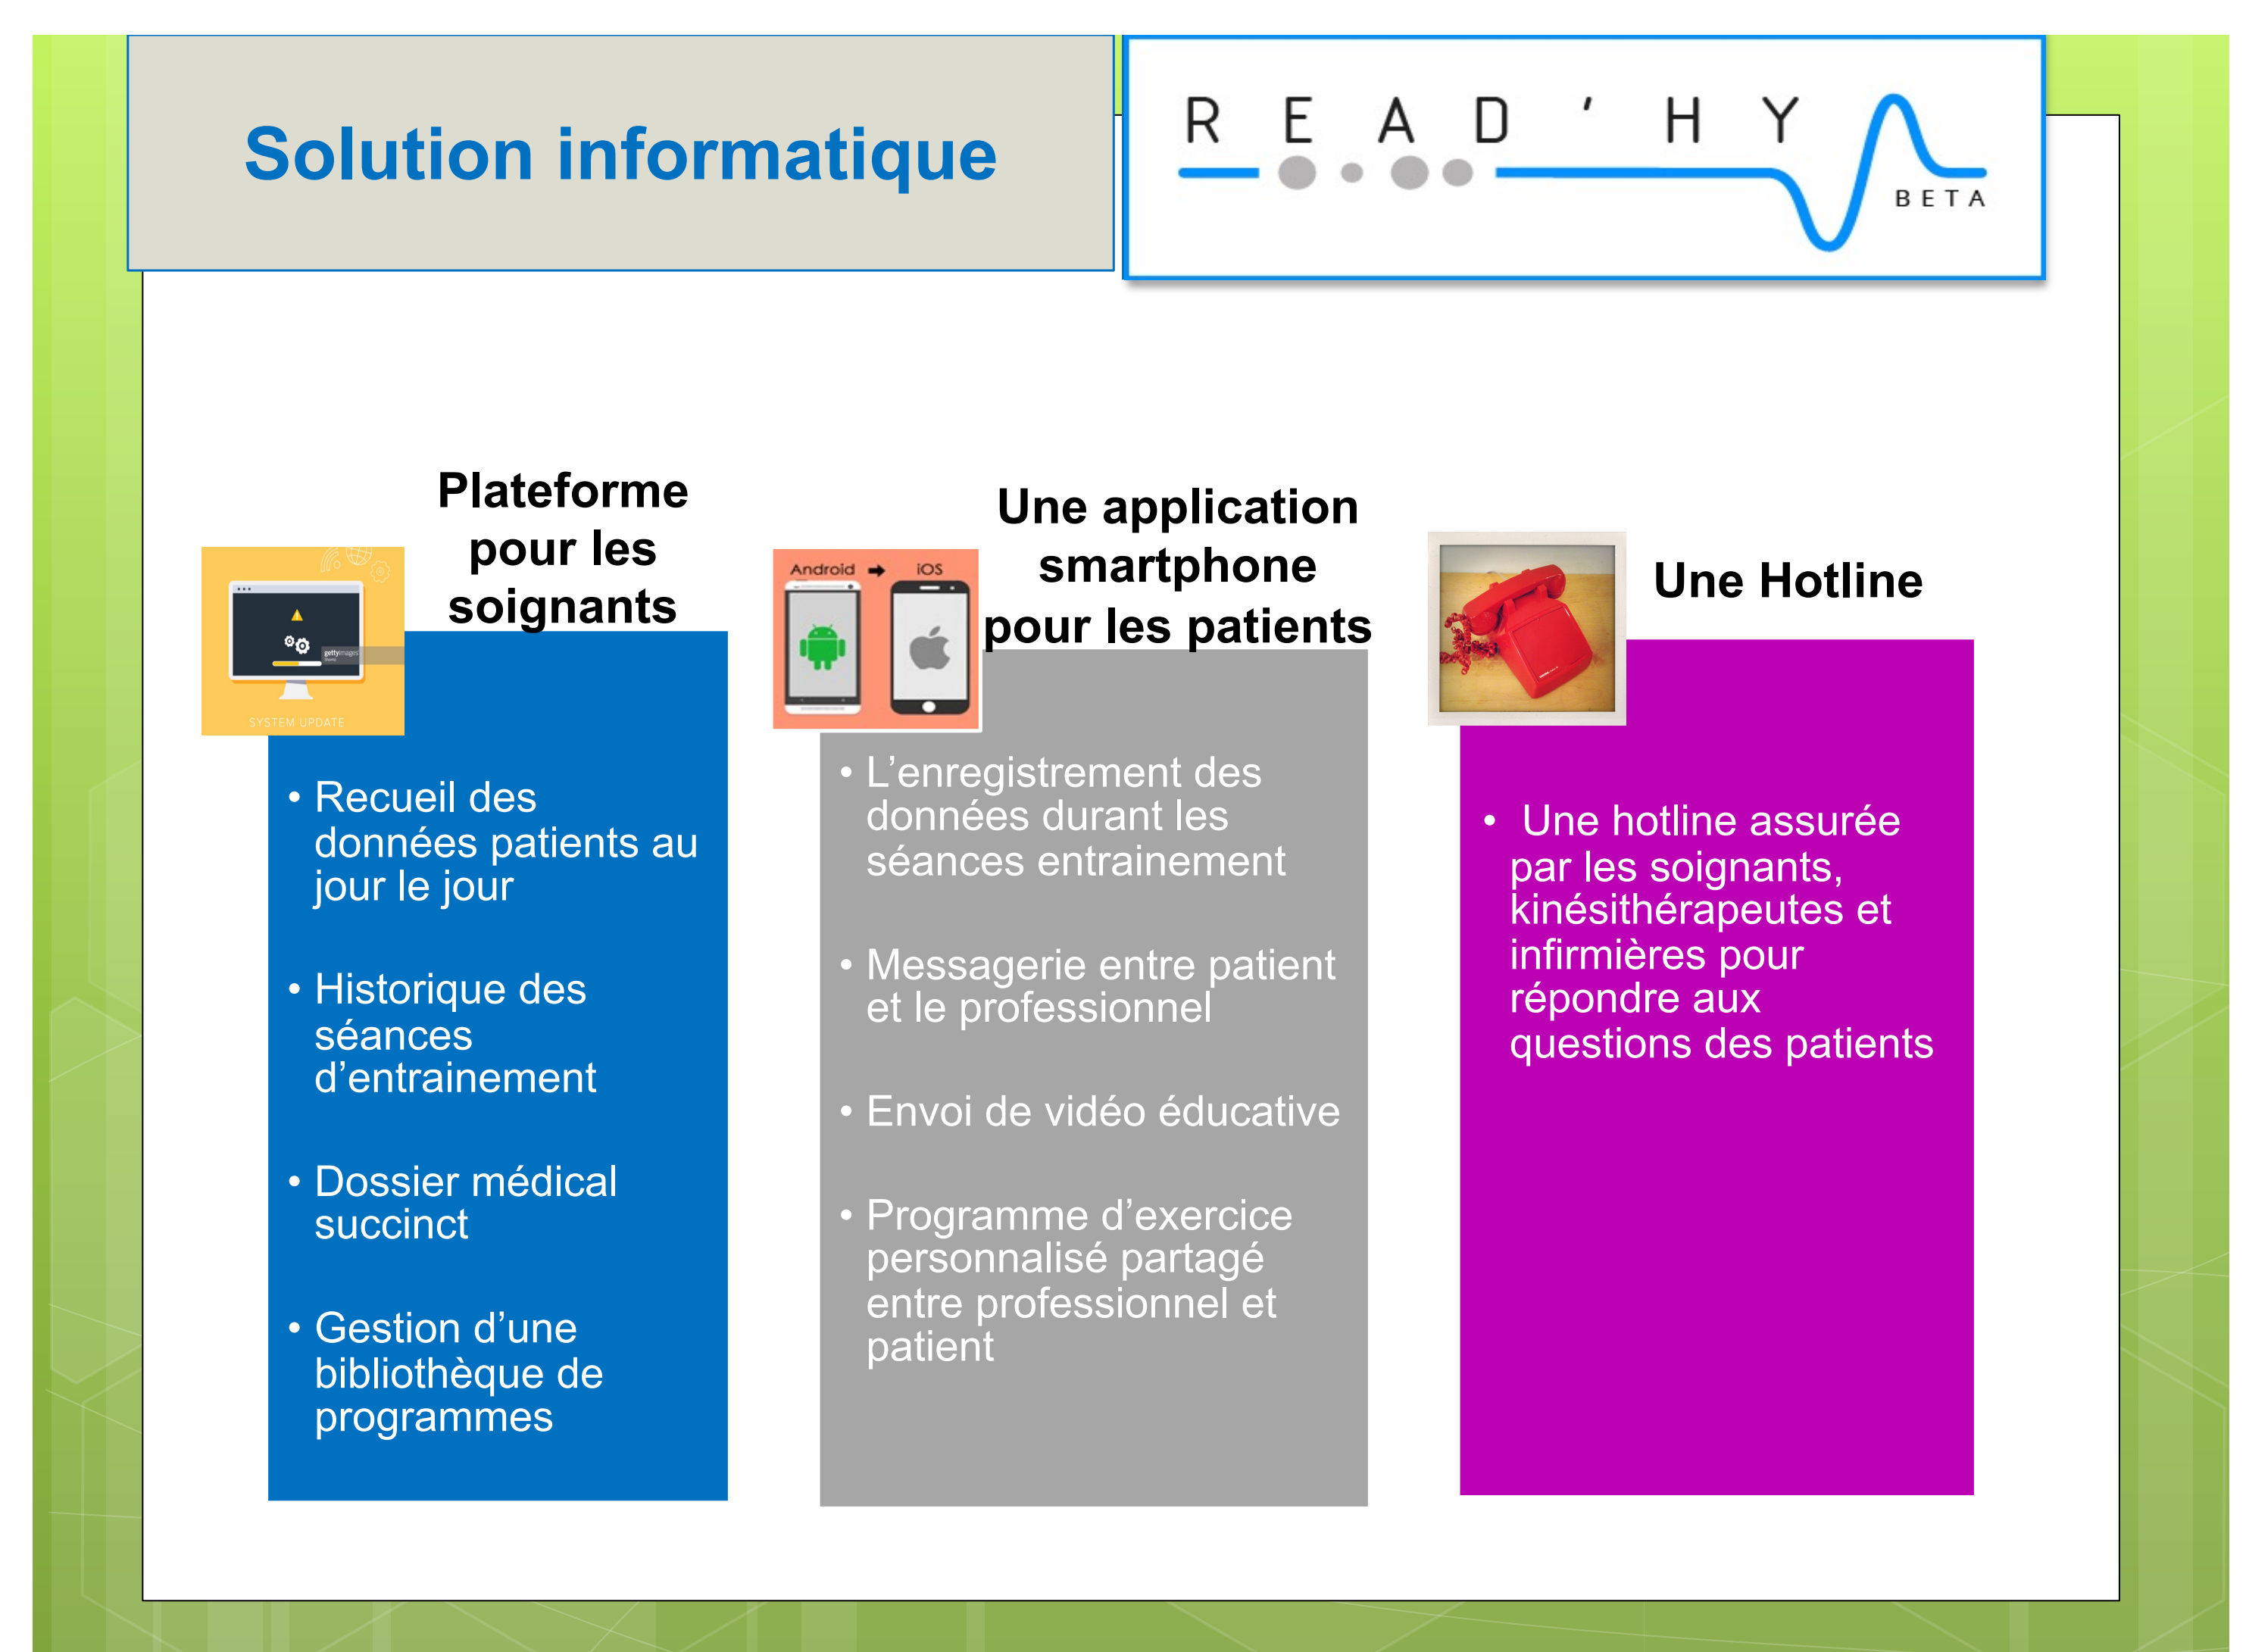 Solution informatique
READ'HY
BETA
Plateforme
pour les
soignants
gettyimages
SYSTEM UPDATE
• Recueil des
données patients au
jour le jour
• Historique des
séances
d’entrainement
• Dossier médical
succinct
• Gestion d’une
bibliothèque de
programmes
Une application
smartphone
pour les patients
Android ➡ iOS
• L’enregistrement des
données durant les
séances entrainement
• Messagerie entre patient
et le professionnel
• Envoi de vidéo éducative
• Programme d’exercice
personnalisé partagé
entre professionnel et
patient
Une Hotline
• Une hotline assurée
par les soignants,
kinésithérapeutes et
infirmières pour
répondre aux
questions des patients